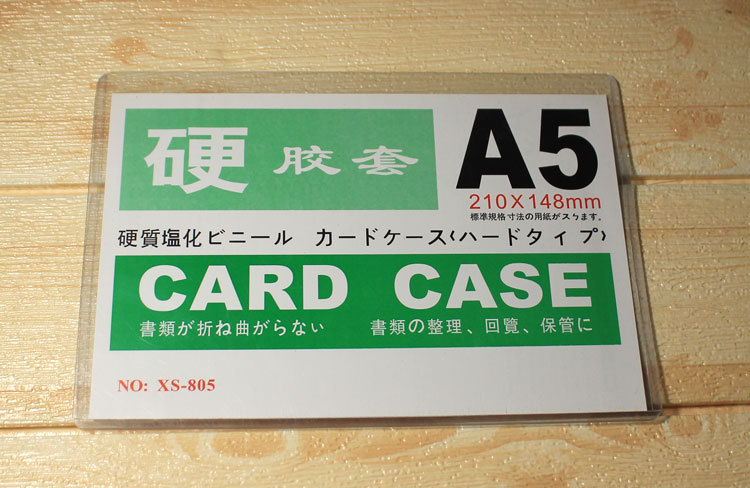 硬 胶套
A5
210X148mm
標準規格寸法の用紙がスケます。
硬質塩化ビニール カードケース〈ハードタイプ〉
CARD CASE
書類が折ね曲がらない 書類の整理、回覧、保管に
NO: XS-805